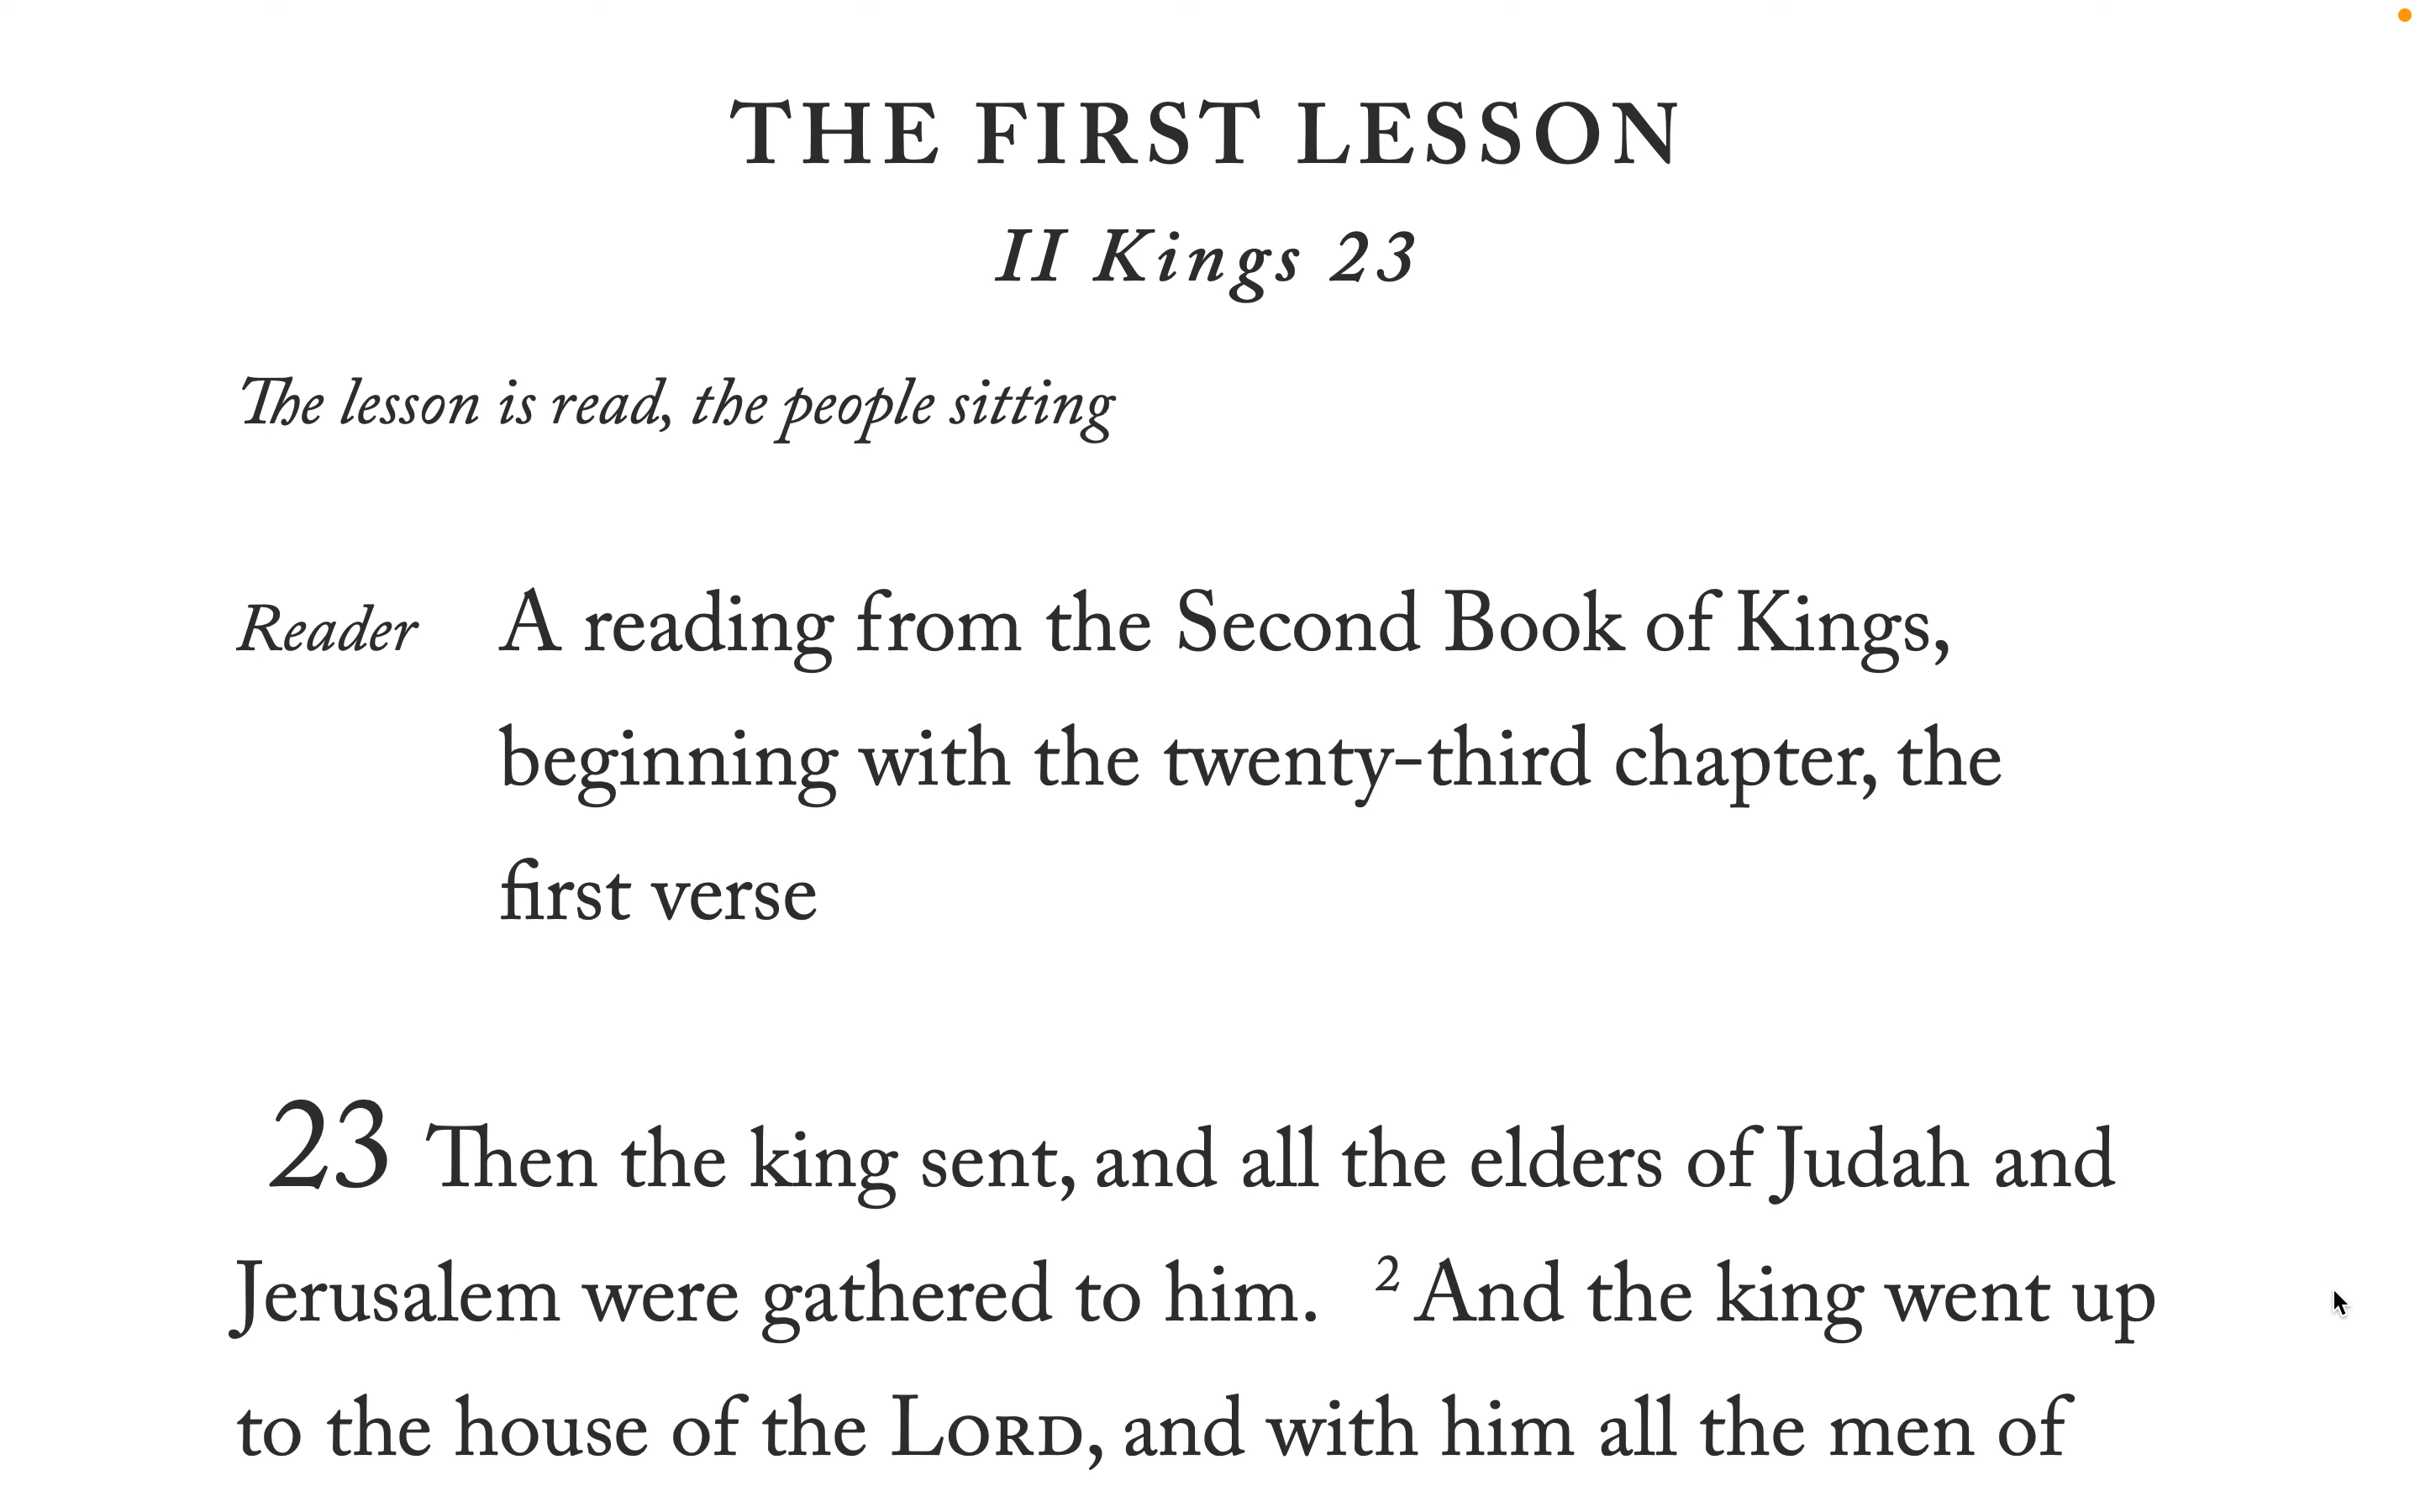 THE FIRST LESSON
II Kings 23
The lesson is read, the people sitting
Reader A reading from the Second Book of Kings,
beginning with the twenty-third chapter, the
first verse
23 Then the king sent, and all the elders of Judah and
Jerusalem were gathered to him. 2 And the king went up
to the house of the LORD, and with him all the men of